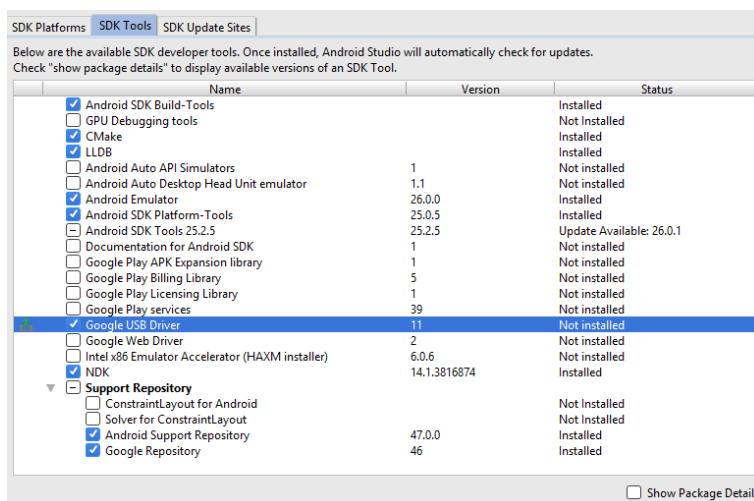 SDK Platforms SDK Tools SDK Update Sites
Below are the available SDK developer tools. Once installed, Android Studio will automatically check for updates.
Check "show package details" to display available versions of an SDK Tool.
Name Version Status
Android SDK Build-Tools Installed
GPU Debugging tools Not Installed
CMake Installed
LLDB Installed
Android Auto API Simulators 1 Not installed
Android Auto Desktop Head Unit emulator 1.1 Not installed
Android Emulator 26.0.0 Installed
Android SDK Platform-Tools 25.0.5 Installed
Android SDK Tools 25.2.5 25.2.5 Update Available: 26.0.1
Documentation for Android SDK 1 Not installed
Google Play APK Expansion library 1 Not installed
Google Play Billing Library 5 Not installed
Google Play Licensing Library 1 Not installed
Google Play services 39 Not installed
Google USB Driver 11 Not installed
Google Web Driver 2 Not installed
Intel x86 Emulator Accelerator (HAXM installer) 6.0.6 Not installed
NDK 14.1.3816874 Installed
Support Repository
ConstraintLayout for Android Not Installed
Solver for ConstraintLayout Not Installed
Android Support Repository 47.0.0 Installed
Google Repository 46 Installed
Show Package Detail